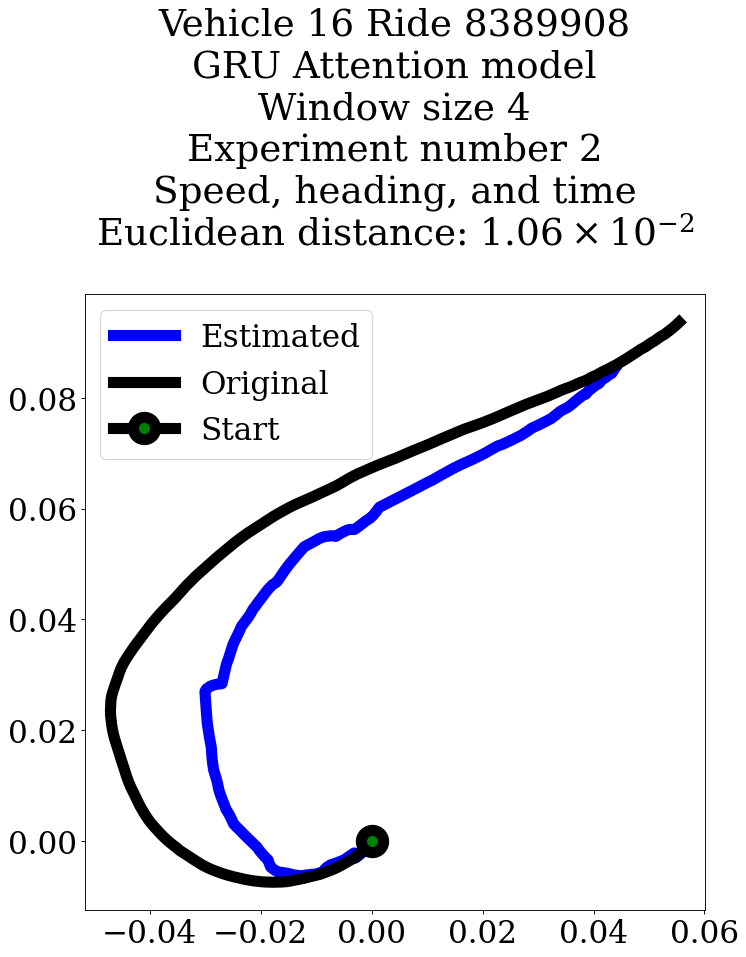 Vehicle 16 Ride 8389908
GRU Attention model
Window size 4
Experiment number 2
Speed, heading, and time
Euclidean distance: 1.06 × 10⁻²
Estimated
Original
Start
0.08
0.06
0.04
0.02
0.00
−0.04 −0.02 0.00 0.02 0.04 0.06